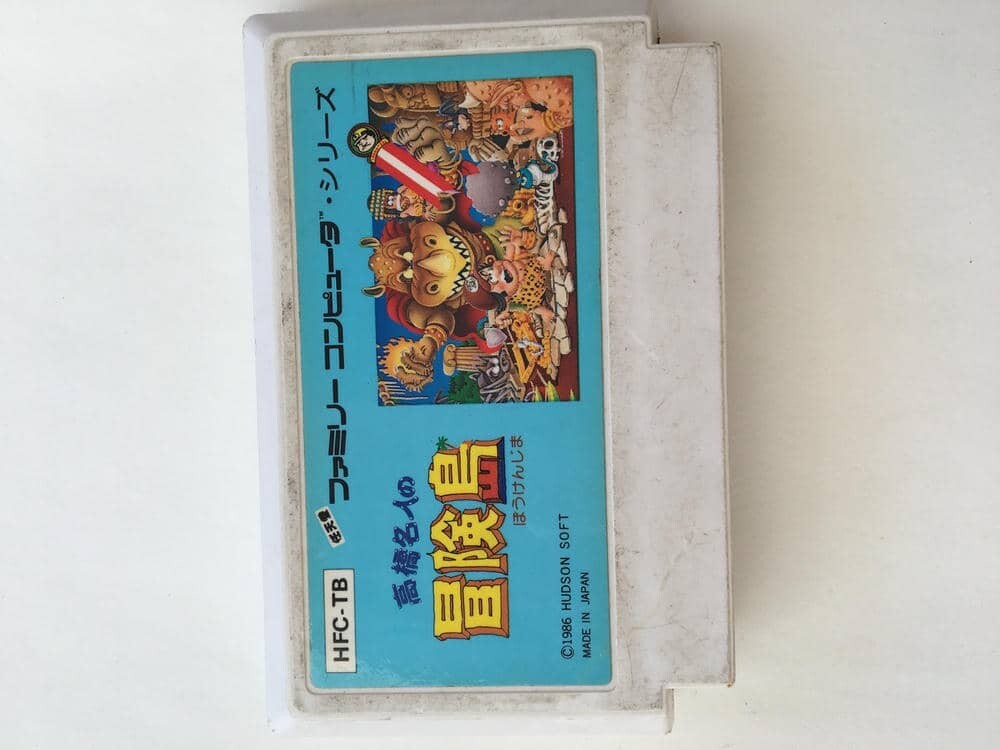 HFC-TB
任天堂
ファミリー コンピュータ™・シリーズ
高橋名人の
冒険島
ぼうけんじま
©1986 HUDSON SOFT
MADE IN JAPAN